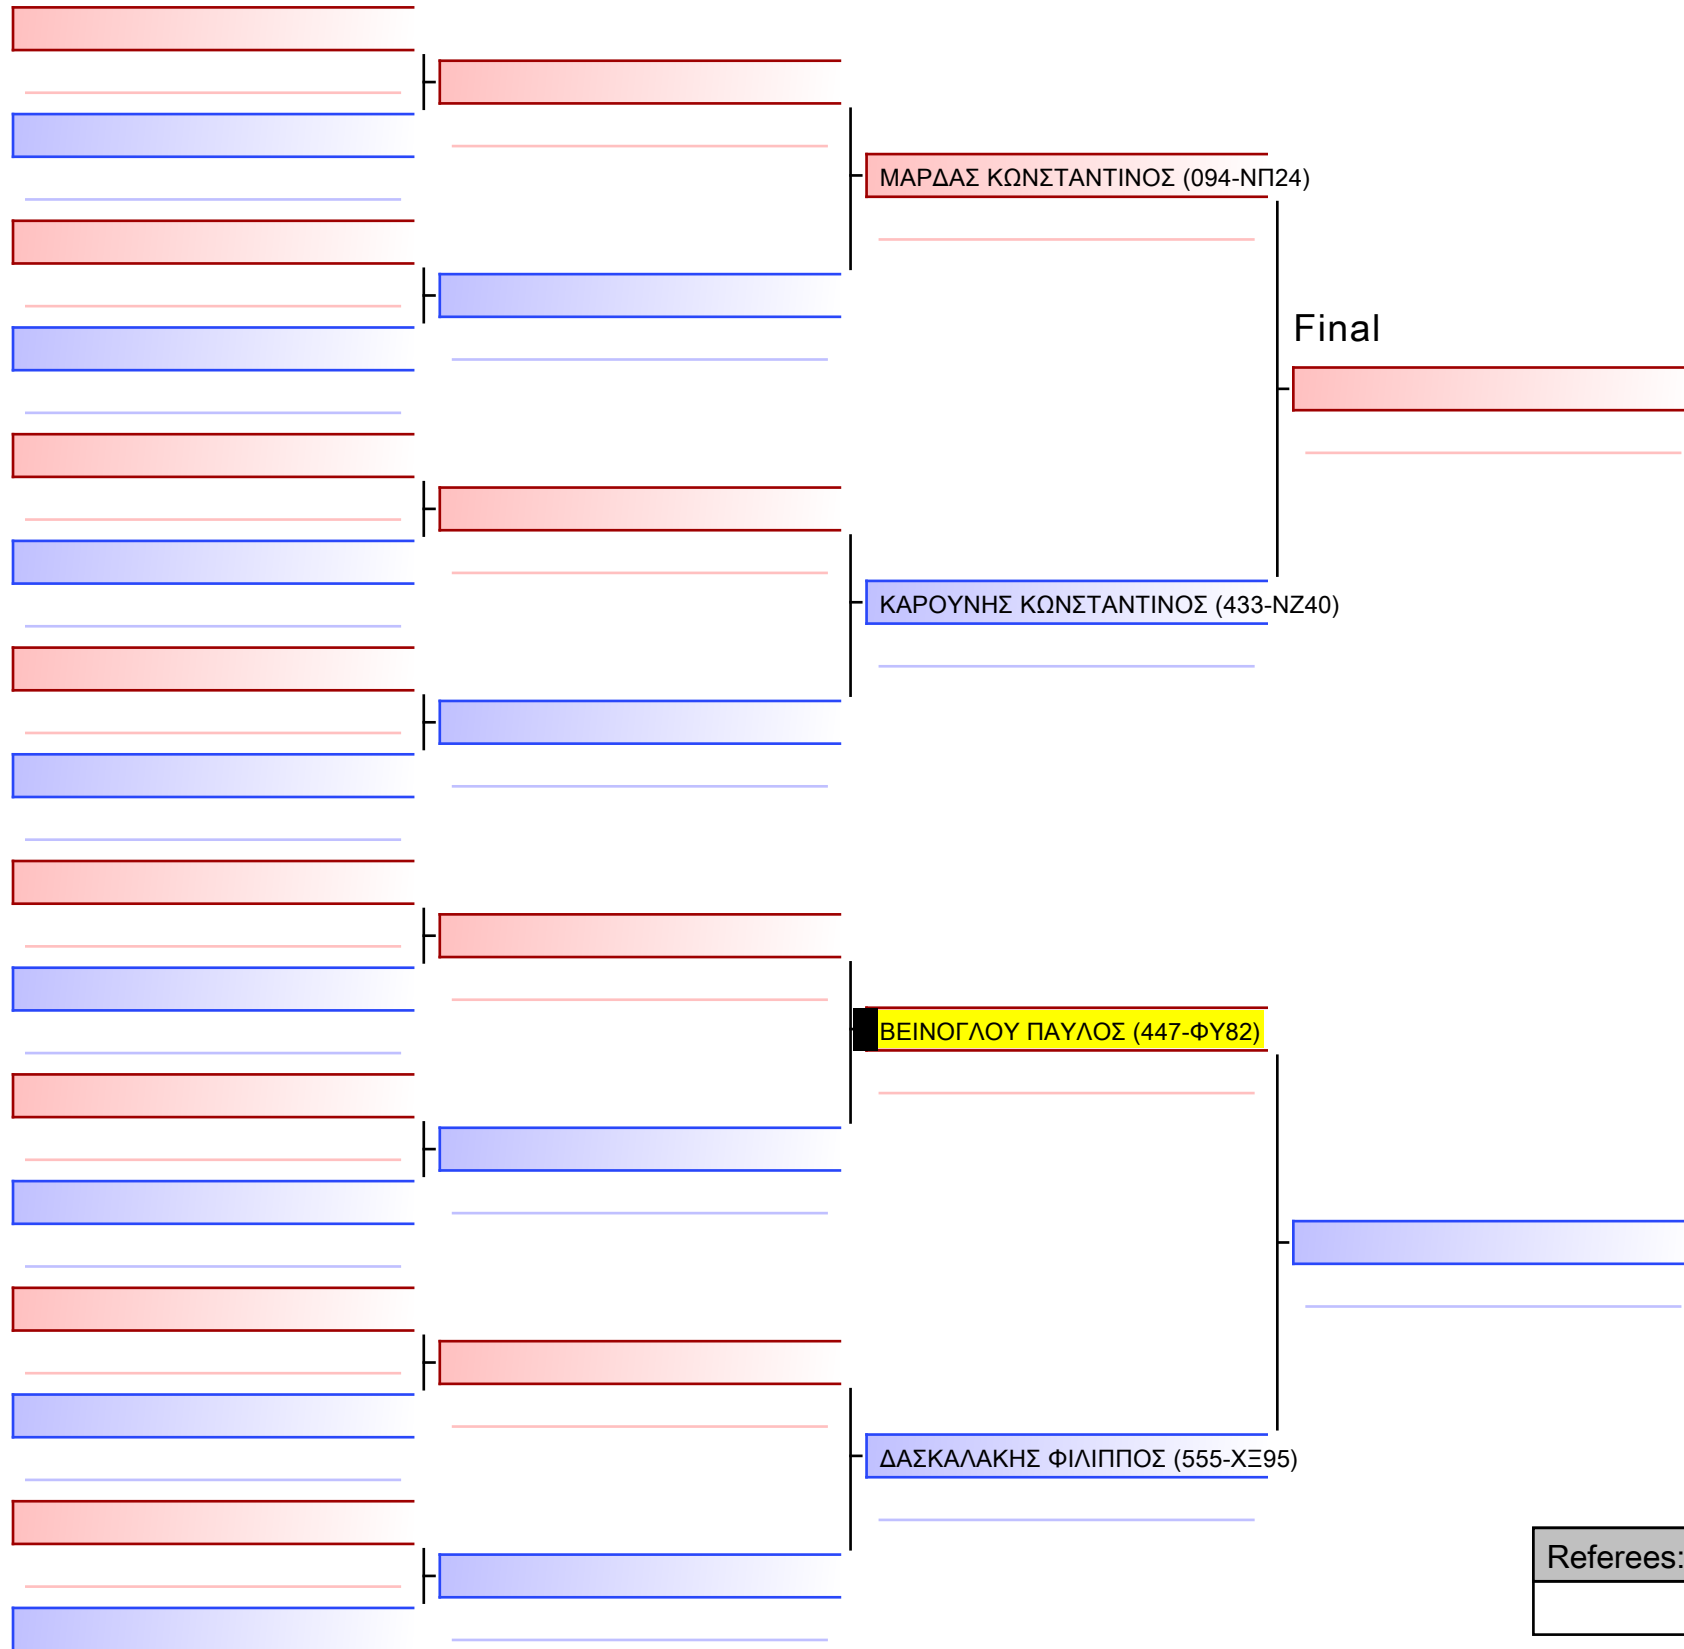 ΜΑΡΔΑΣ ΚΩΝΣΤΑΝΤΙΝΟΣ (094-ΝΠ24)
Final
ΚΑΡΟΥΝΗΣ ΚΩΝΣΤΑΝΤΙΝΟΣ (433-ΝΖ40)
ΒΕΙΝΟΓΛΟΥ ΠΑΥΛΟΣ (447-ΦΥ82)
ΔΑΣΚΑΛΑΚΗΣ ΦΙΛΙΠΠΟΣ (555-ΧΞ95)
Referees: